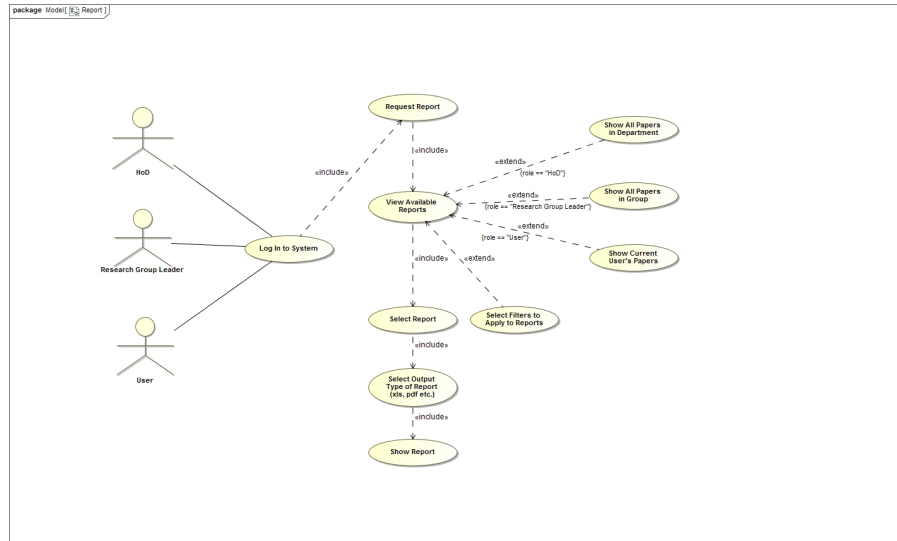 package Model[ Report ]
Request Report
Show All Papers
in Department
«extend»
«include»
«include»
{role == "HoD"}
HoD
«extend»
Show All Papers
in Group
View Available
Reports
{role == "Research Group Leader"}
«extend»
{role == "User"}
Log In to System
Show Current
User's Papers
Research Group Leader
«include»
«extend»
Select Report
Select Filters to
Apply to Reports
«include»
User
Select Output
Type of Report
(xls, pdf etc.)
«include»
Show Report